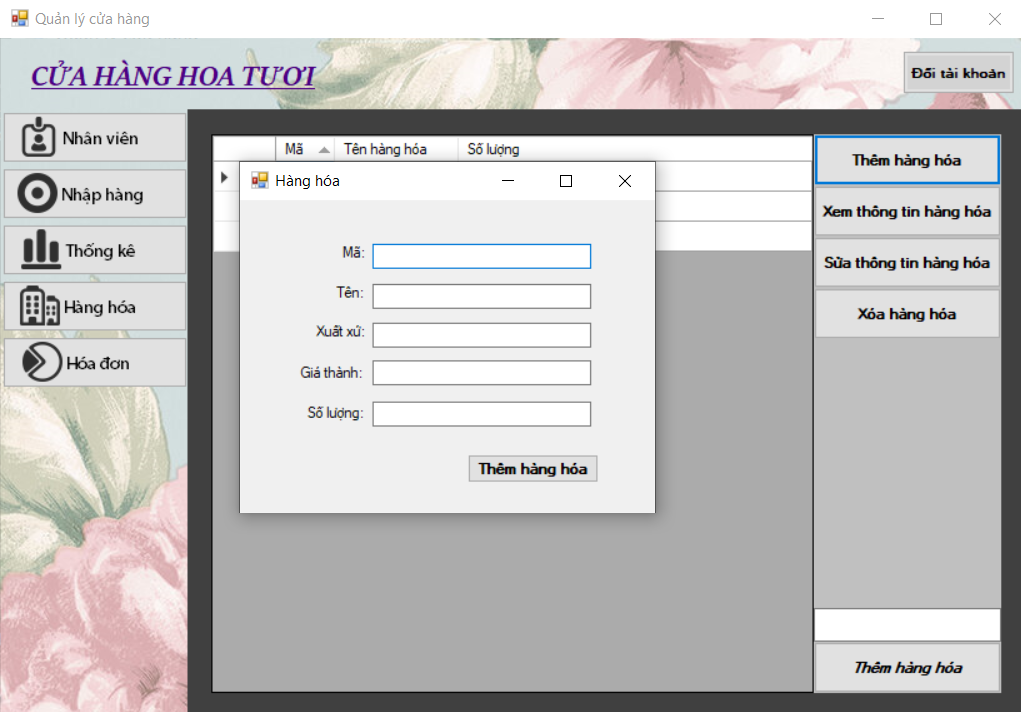 Quản lý cửa hàng
CỬA HÀNG HOA TƯƠI
Đổi tài khoản
Nhân viên
Nhập hàng
Thống kê
Hàng hóa
Hóa đơn
Mã Tên hàng hóa Số lượng
Thêm hàng hóa
Xem thông tin hàng hóa
Sửa thông tin hàng hóa
Xóa hàng hóa
Hàng hóa
Mã:
Tên:
Xuất xứ:
Giá thành:
Số lượng:
Thêm hàng hóa
Thêm hàng hóa